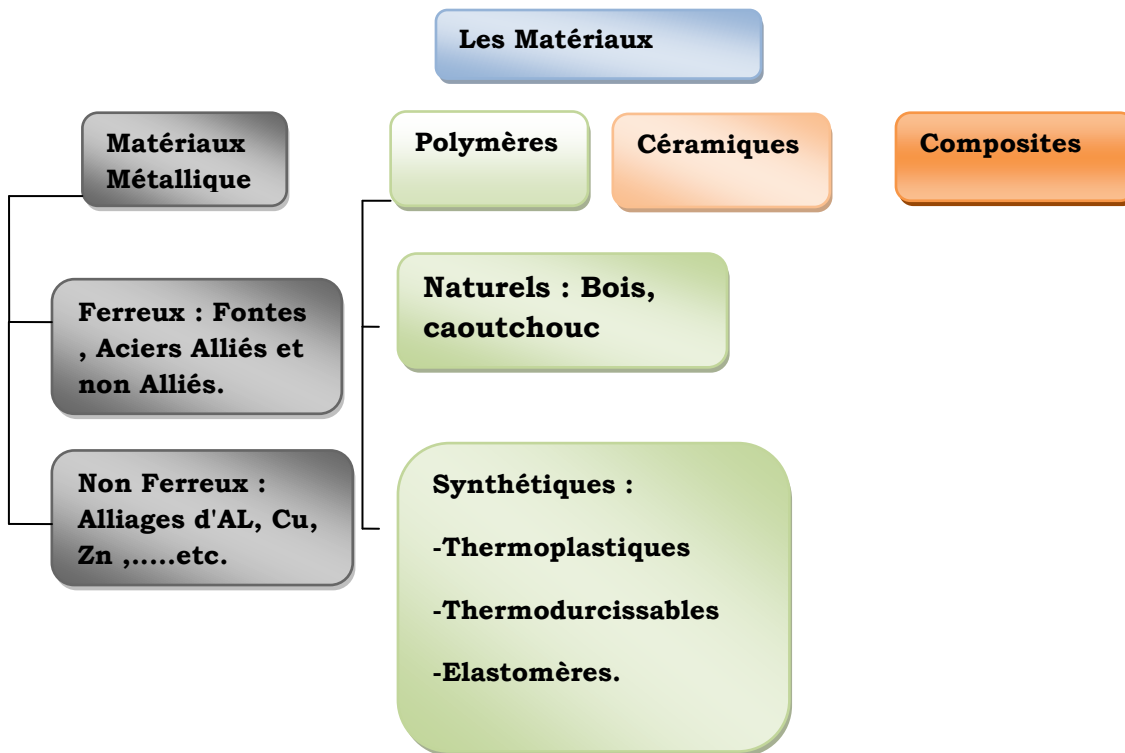 Les Matériaux
Matériaux
Métallique
Polymères
Céramiques
Composites
Ferreux : Fontes
, Aciers Alliés et
non Alliés.
Non Ferreux :
Alliages d'AL, Cu,
Zn ,.....etc.
Naturels : Bois,
caoutchouc
Synthétiques :
-Thermoplastiques
-Thermodurcissables
-Elastomères.